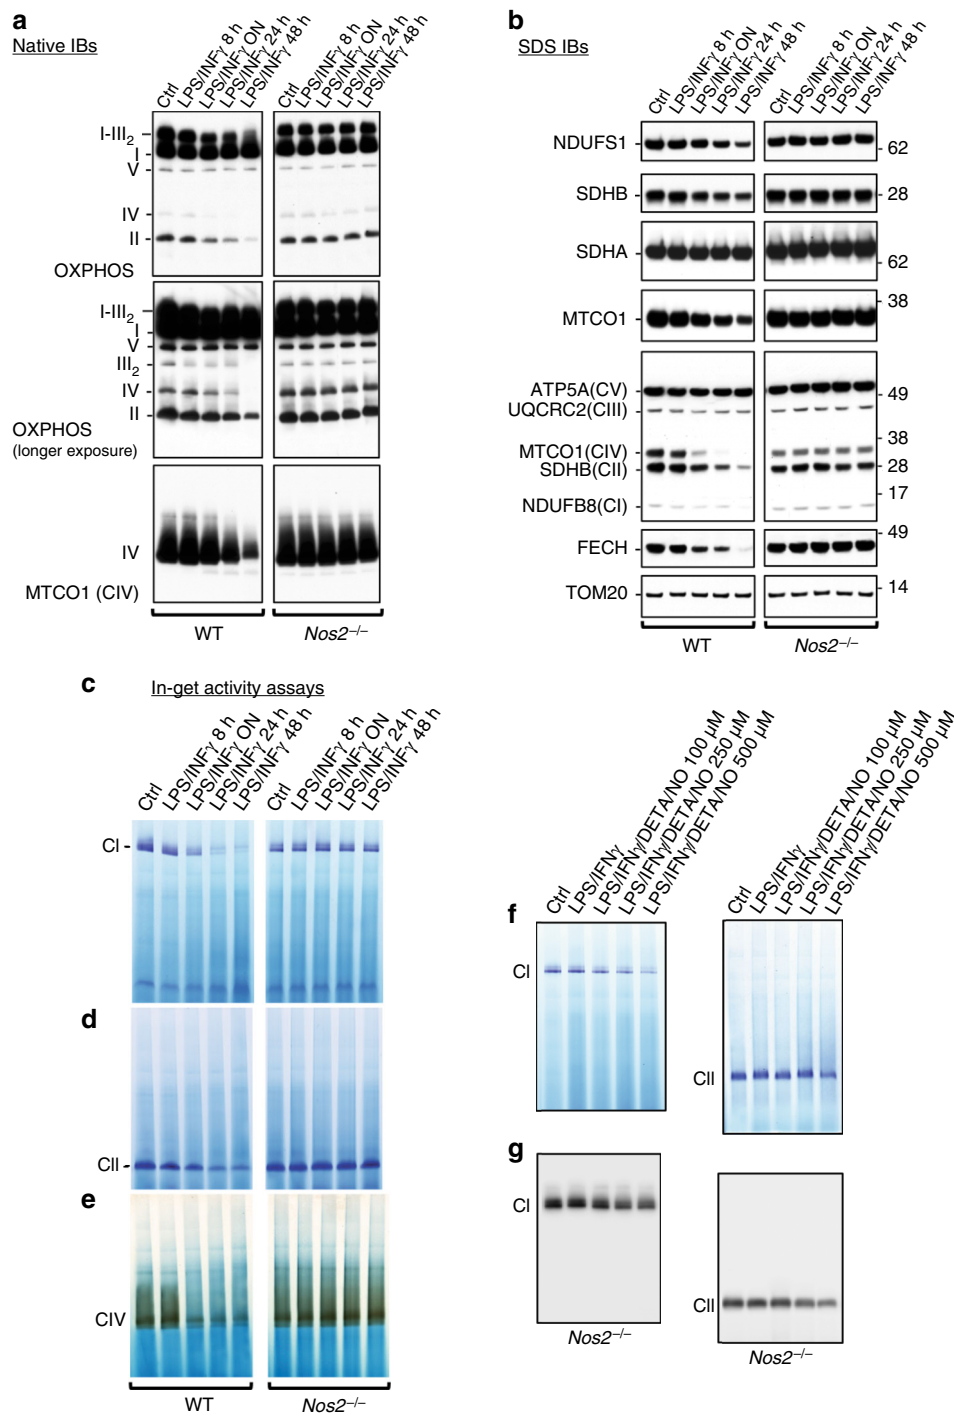 a
Native IBs
Ctrl
LPS/INFγ 8 h
LPS/INFγ ON
LPS/INFγ 24 h
LPS/INFγ 48 h
Ctrl
LPS/INFγ 8 h
LPS/INFγ ON
LPS/INFγ 24 h
LPS/INFγ 48 h
I-III2
I
V
IV
II
OXPHOS
I-III2
I
V
III2
IV
II
OXPHOS
(longer exposure)
IV
MTCO1 (CIV)
WT
Nos2–/–
b
SDS IBs
Ctrl
LPS/INFγ 8 h
LPS/INFγ ON
LPS/INFγ 24 h
LPS/INFγ 48 h
Ctrl
LPS/INFγ 8 h
LPS/INFγ ON
LPS/INFγ 24 h
LPS/INFγ 48 h
NDUFS1
62
SDHB
28
SDHA
62
38
MTCO1
ATP5A(CV)
49
UQCRC2(CIII)
38
MTCO1(CIV)
SDHB(CII)
28
17
NDUFB8(CI)
49
FECH
14
TOM20
WT
Nos2–/–
c
In-get activity assays
Ctrl
LPS/INFγ 8 h
LPS/INFγ ON
LPS/INFγ 24 h
LPS/INFγ 48 h
Ctrl
LPS/INFγ 8 h
LPS/INFγ ON
LPS/INFγ 24 h
LPS/INFγ 48 h
CI
d
CII
e
CIV
WT
Nos2–/–
Ctrl
LPS/IFNγ
LPS/IFNγ/DETA/NO 100 μM
LPS/IFNγ/DETA/NO 250 μM
LPS/IFNγ/DETA/NO 500 μM
Ctrl
LPS/IFNγ
LPS/IFNγ/DETA/NO 100 μM
LPS/IFNγ/DETA/NO 250 μM
LPS/IFNγ/DETA/NO 500 μM
f
CI
CII
g
CI
CII
Nos2–/–
Nos2–/–